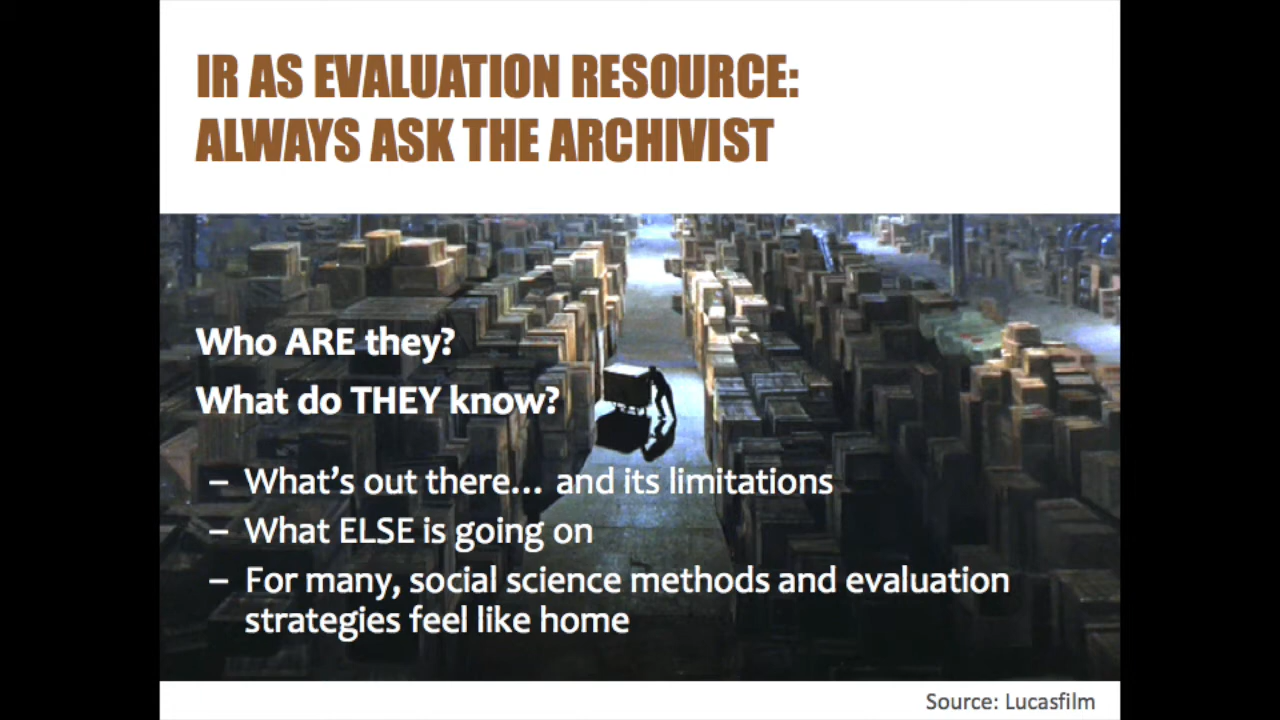 IR AS EVALUATION RESOURCE:
ALWAYS ASK THE ARCHIVIST
Who ARE they?
What do THEY know?
– What’s out there… and its limitations
– What ELSE is going on
– For many, social science methods and evaluation
strategies feel like home
Source: Lucasfilm